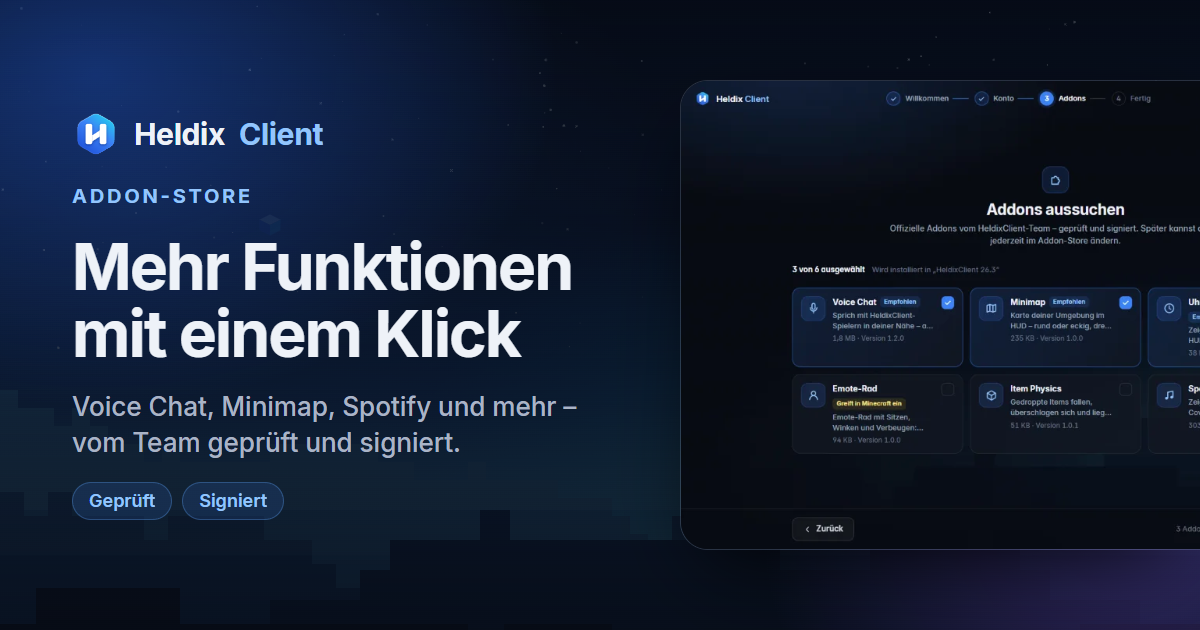 Heldix Client
ADDON-STORE
Mehr Funktionen
mit einem Klick
Voice Chat, Minimap, Spotify und mehr –
vom Team geprüft und signiert.
Geprüft
Signiert
Heldix Client
Willkommen
Konto
3 Addons
4 Fertig
Addons aussuchen
Offizielle Addons vom HeldixClient-Team – geprüft und signiert. Später kannst
jederzeit im Addon-Store ändern.
3 von 6 ausgewählt Wird installiert in „HeldixClient 26.3"
Voice Chat Empfohlen
Sprich mit HeldixClient-
Spielern in deiner Nähe – a...
1,8 MB · Version 1.2.0
Minimap Empfohlen
Karte deiner Umgebung im
HUD – rund oder eckig, dre...
235 KB · Version 1.0.0
Emote-Rad
Greift in Minecraft ein
Emote-Rad mit Sitzen,
Winken und Verbeugen:...
94 KB · Version 1.0.0
Item Physics
Gedroppte Items fallen,
überschlagen sich und lieg...
51 KB · Version 1.0.1
Zurück